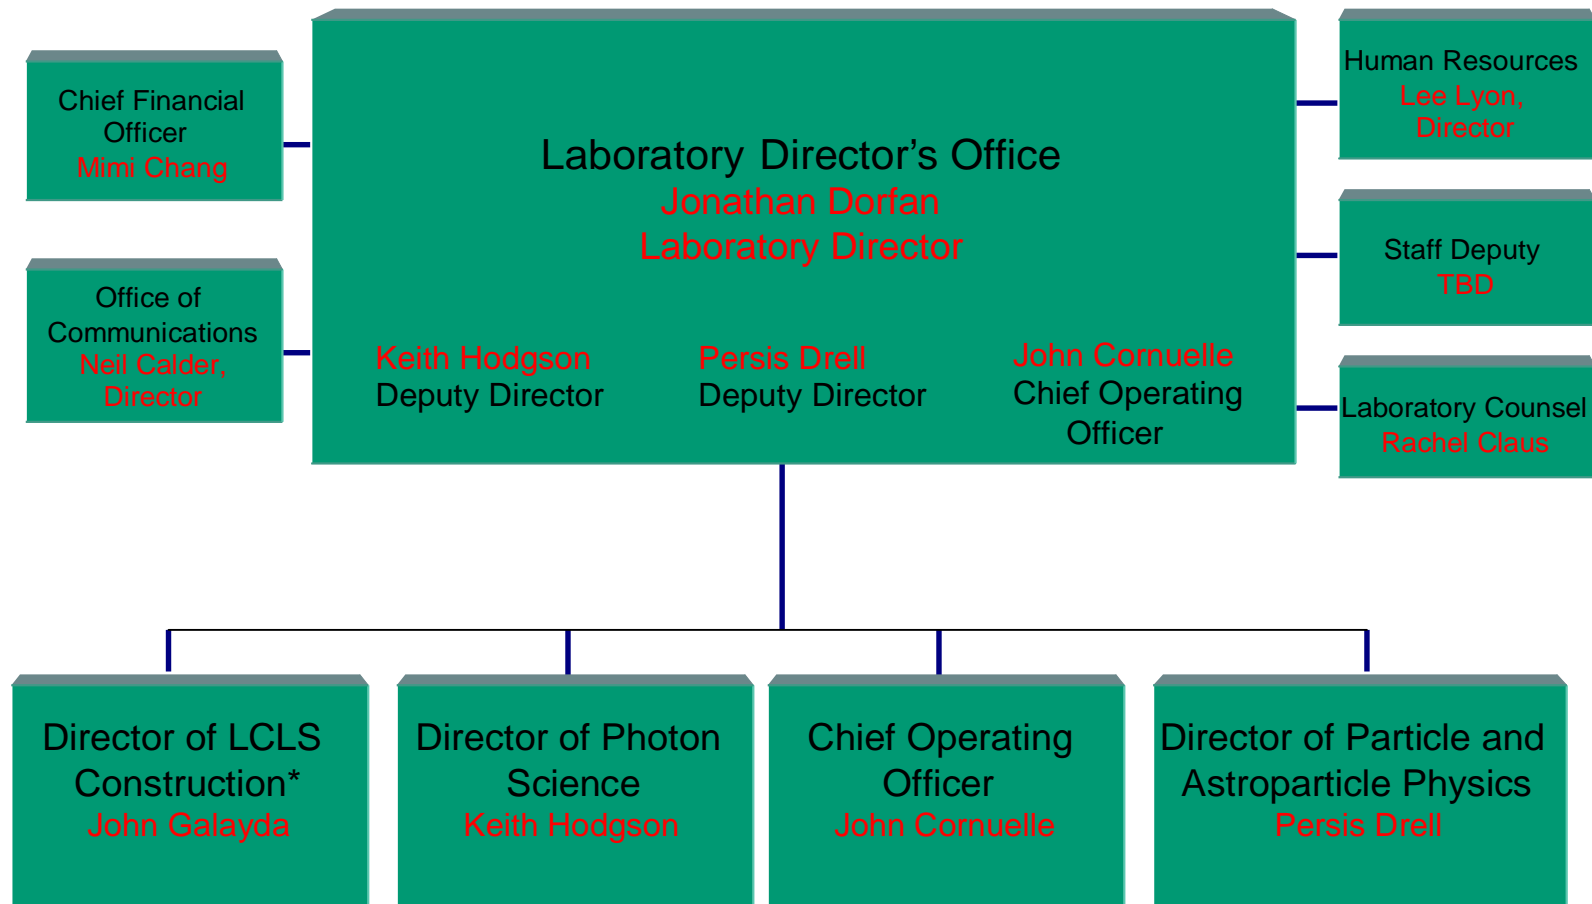 Chief Financial
Officer
Mimi Chang
Office of
Communications
Neil Calder,
Director
Laboratory Director’s Office
Jonathan Dorfan
Laboratory Director
Keith Hodgson
Deputy Director
Persis Drell
Deputy Director
John Cornuelle
Chief Operating
Officer
Human Resources
Lee Lyon,
Director
Staff Deputy
TBD
Laboratory Counsel
Rachel Claus
Director of LCLS
Construction*
John Galayda
Director of Photon
Science
Keith Hodgson
Chief Operating
Officer
John Cornuelle
Director of Particle and
Astroparticle Physics
Persis Drell